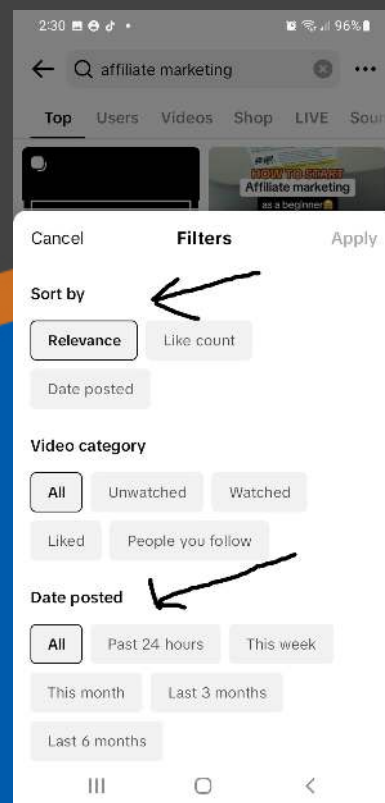 2:30
96%
affiliate marketing
Top Users Videos Shop LIVE Soun
HOW TO START
Affiliate marketing
as a beginner
Cancel Filters Apply
Sort by
Relevance Like count
Date posted
Video category
All Unwatched Watched
Liked People you follow
Date posted
All Past 24 hours This week
This month Last 3 months
Last 6 months